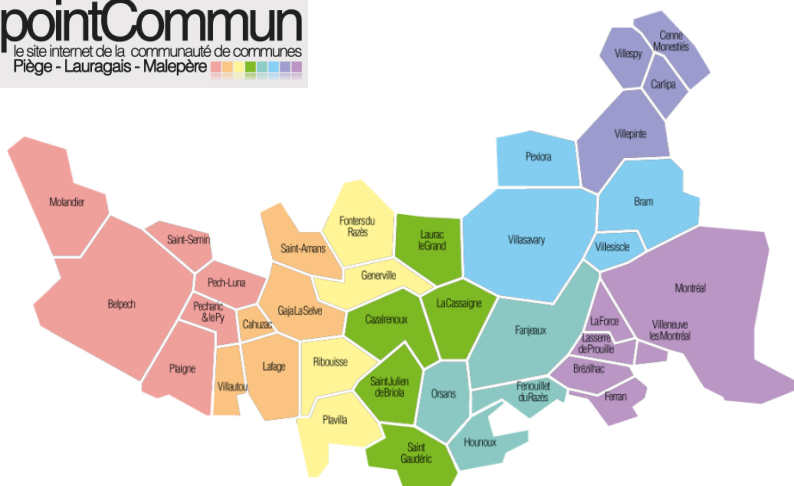 pointCommun
le site internet de la communauté de communes
Piège - Lauragais - Malepère
Cenne
Monestiés
Villespy
Carlipa
Villepinte
Pexiora
Bram
Molandier
Saint-Sernin
Fonters du
Razès
Laurac
le Grand
Villasavary
Villesiscle
Saint-Amans
Generville
Pech-Luna
Belpech
Pecharic
& le Py
Gaja La Selve
La Cassaigne
Montréal
Cahuzac
Cazalrenoux
Fanjeaux
La Force
Villeneuve
les Montréal
Lasserre
de Prouille
Plaigne
Lafage
Ribouisse
Brézilhac
Villautou
Saint Julien
de Briola
Orsans
Fenouillet
du Razès
Ferran
Plavilla
Hounoux
Saint
Gaudéric